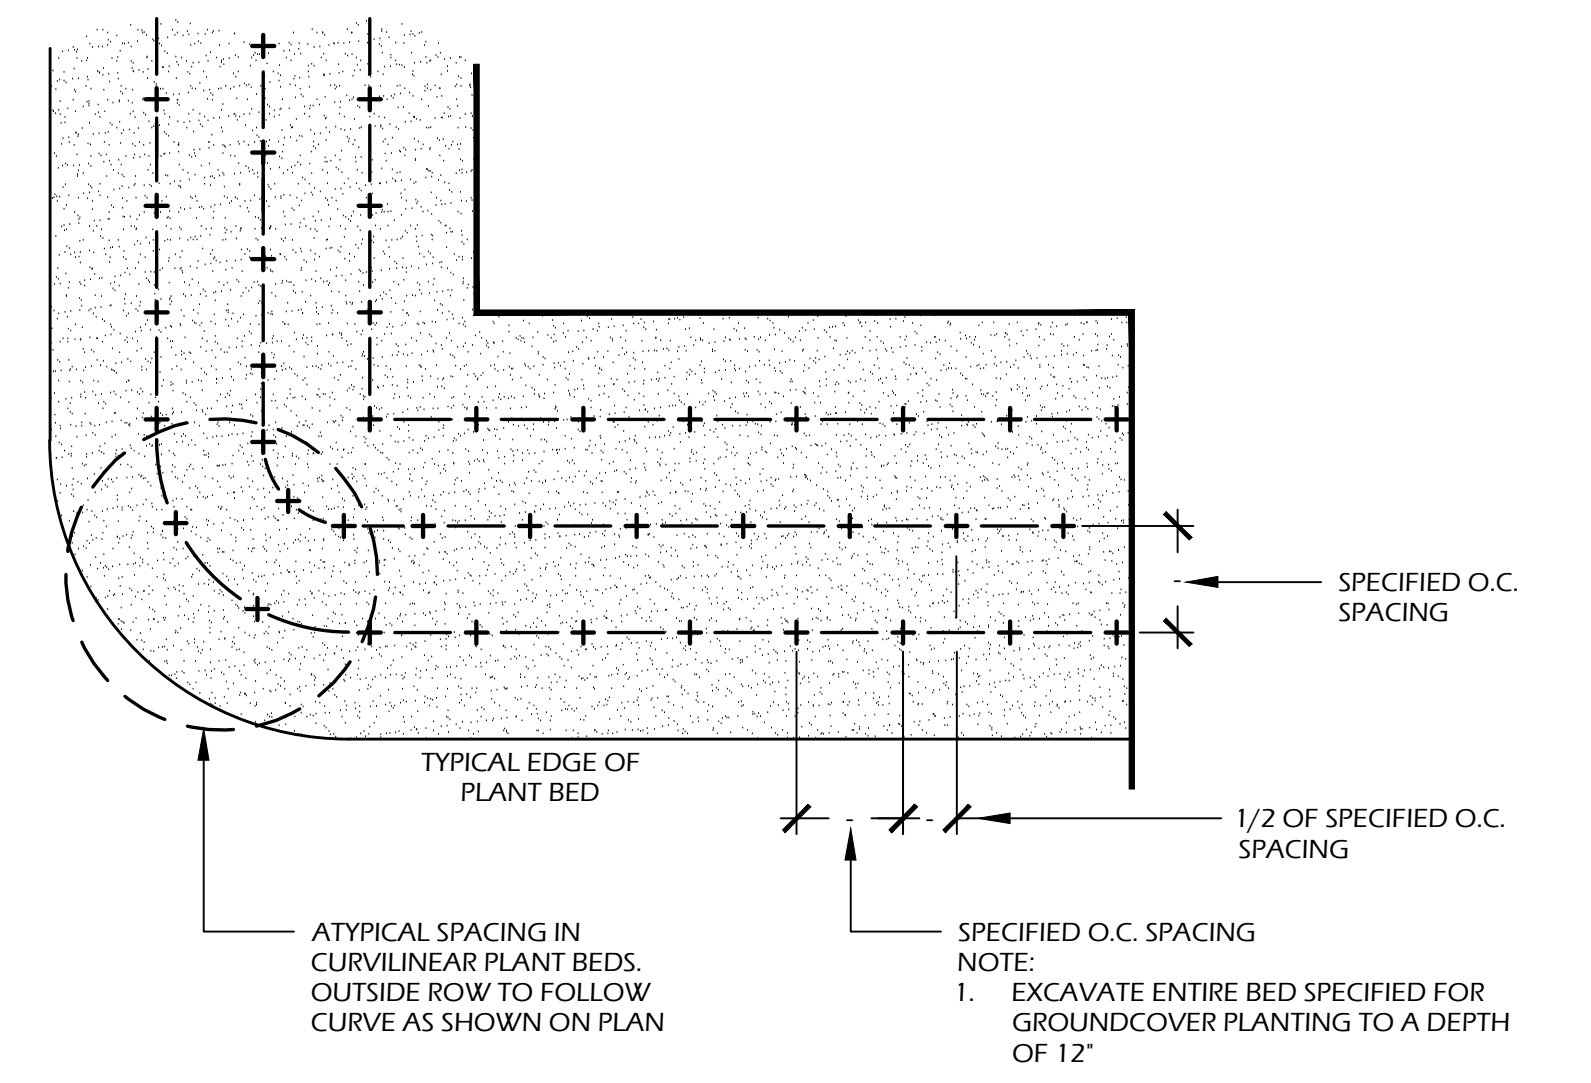 SPECIFIED O.C.
SPACING
TYPICAL EDGE OF
PLANT BED
1/2 OF SPECIFIED O.C.
SPACING
ATYPICAL SPACING IN
CURVILINEAR PLANT BEDS.
OUTSIDE ROW TO FOLLOW
CURVE AS SHOWN ON PLAN
SPECIFIED O.C. SPACING
NOTE:
1. EXCAVATE ENTIRE BED SPECIFIED FOR
GROUNDCOVER PLANTING TO A DEPTH
OF 12"